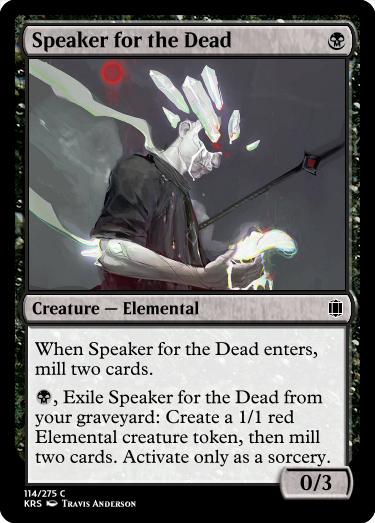 Speaker for the Dead
Creature — Elemental
When Speaker for the Dead enters,
mill two cards.
, Exile Speaker for the Dead from
your graveyard: Create a 1/1 red
Elemental creature token, then mill
two cards. Activate only as a sorcery.
0/3
114/275 C
KRS Travis Anderson